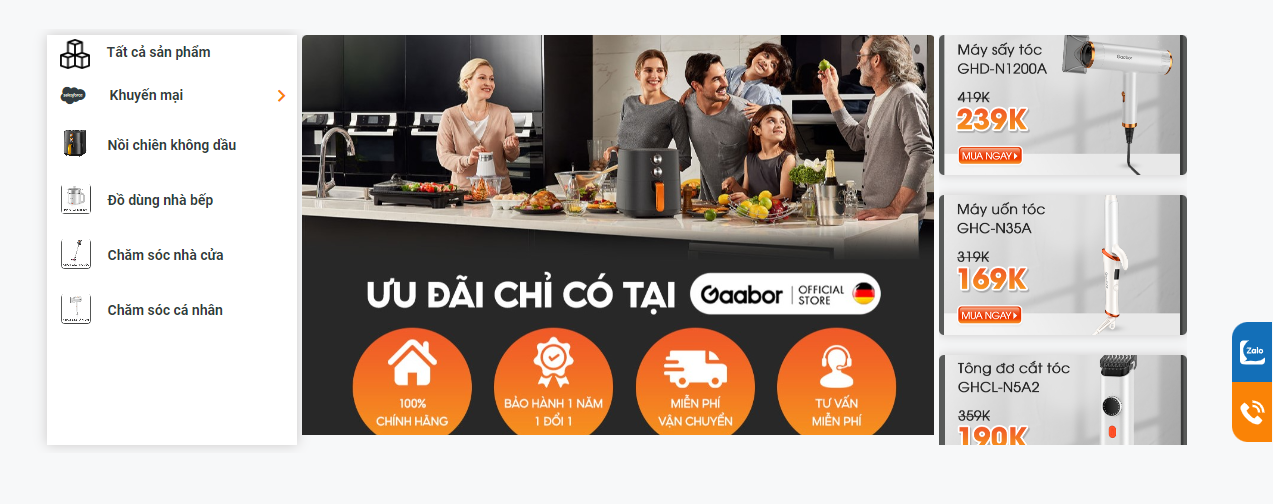 Tất cả sản phẩm
salesforce
Khuyến mại
Nồi chiên không dầu
Đồ dùng nhà bếp
Chăm sóc nhà cửa
Chăm sóc cá nhân
ƯU ĐÃI CHỈ CÓ TẠI
Gaabor
OFFICIAL
STORE
100%
CHÍNH HÃNG
BẢO HÀNH 1 NĂM
1 ĐỔI 1
MIỄN PHÍ
VẬN CHUYỂN
TƯ VẤN
MIỄN PHÍ
Máy sấy tóc
GHD-N1200A
419K
239K
MUA NGAY
Gaabor
Máy uốn tóc
GHC-N35A
319K
169K
MUA NGAY
Tông đơ cắt tóc
GHCL-N5A2
359K
190K
Zalo